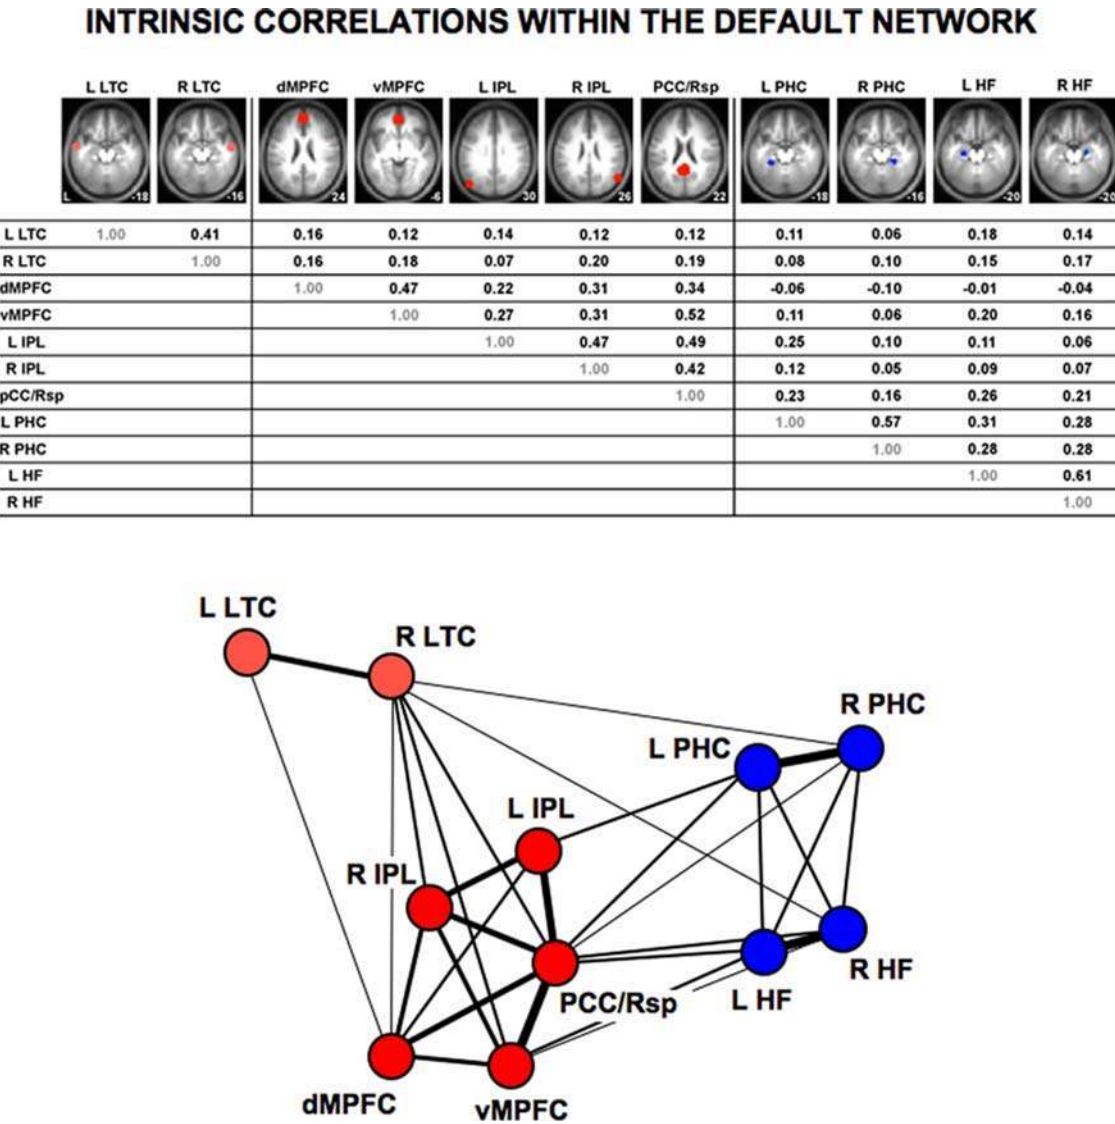 INTRINSIC CORRELATIONS WITHIN THE DEFAULT NETWORK
L LTC R LTC dMPFC vMPFC L IPL R IPL PCC/Rsp L PHC R PHC L HF R HF
L -18 -16 24 -6 30 26 22 -18 -16 -20 -20
L LTC 1.00 0.41 0.16 0.12 0.14 0.12 0.12 0.11 0.06 0.18 0.14
R LTC 1.00 0.16 0.18 0.07 0.20 0.19 0.08 0.10 0.15 0.17
dMPFC 1.00 0.47 0.22 0.31 0.34 -0.06 -0.10 -0.01 -0.04
vMPFC 1.00 0.27 0.31 0.52 0.11 0.06 0.20 0.16
L IPL 1.00 0.47 0.49 0.25 0.10 0.11 0.06
R IPL 1.00 0.42 0.12 0.05 0.09 0.07
pCC/Rsp 1.00 0.23 0.16 0.26 0.21
L PHC 1.00 0.57 0.31 0.28
R PHC 1.00 0.28 0.28
L HF 1.00 0.61
R HF 1.00
L LTC
R LTC
R PHC
L PHC
L IPL
R IPL
R HF
PCC/Rsp
L HF
dMPFC
vMPFC